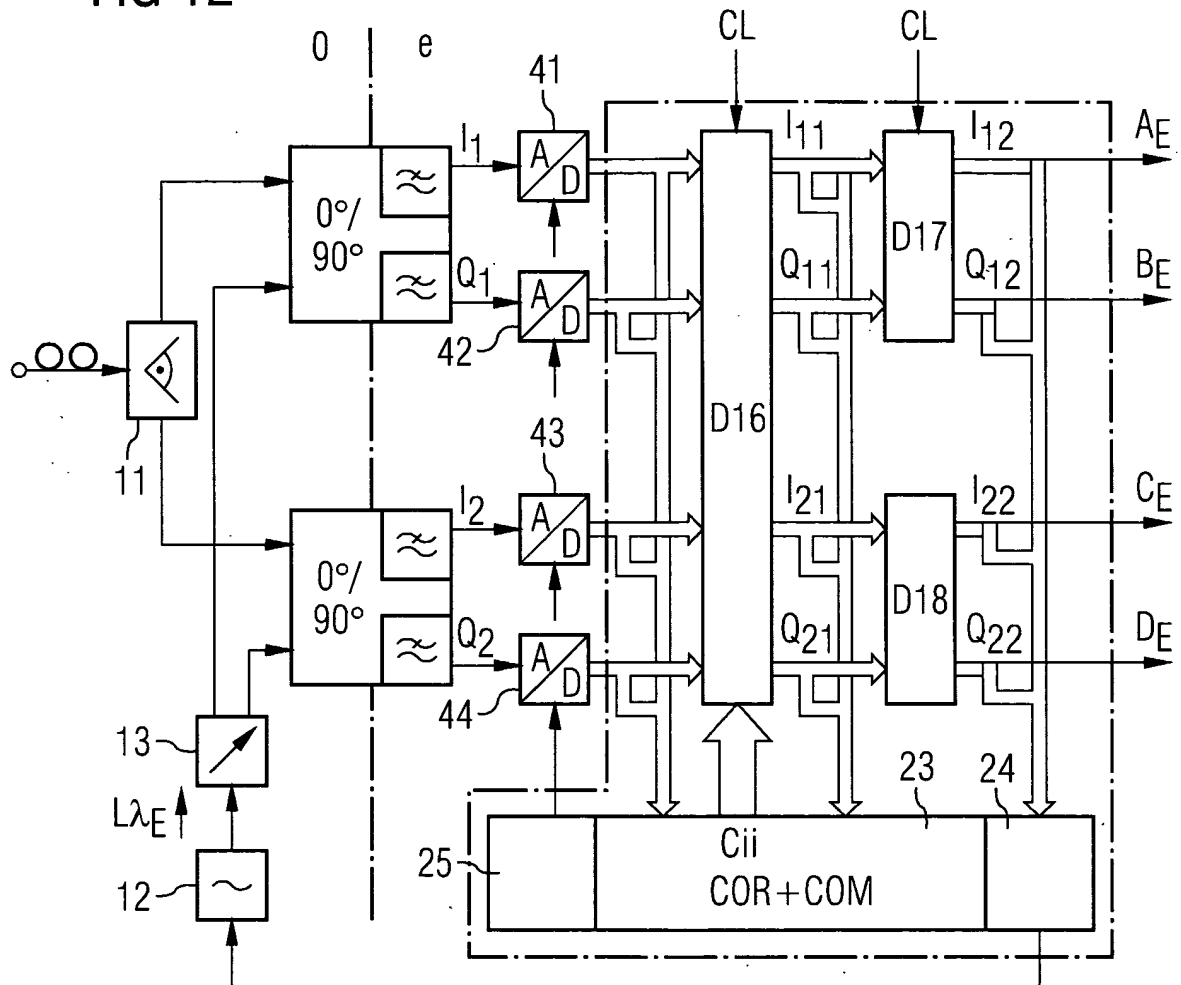 FIG 12
0 e
CL CL
41
I11 I12 AE
I1 A/D
0°/
90°
Q1
D17
Q11 Q12 BE
A/D
42
D16
11
43
I2 A/D
I21 I22 CE
0°/
90°
D18
Q2 A/D
Q21 Q22 DE
44
13
LλE
12
23 24
25
Cii
COR+COM